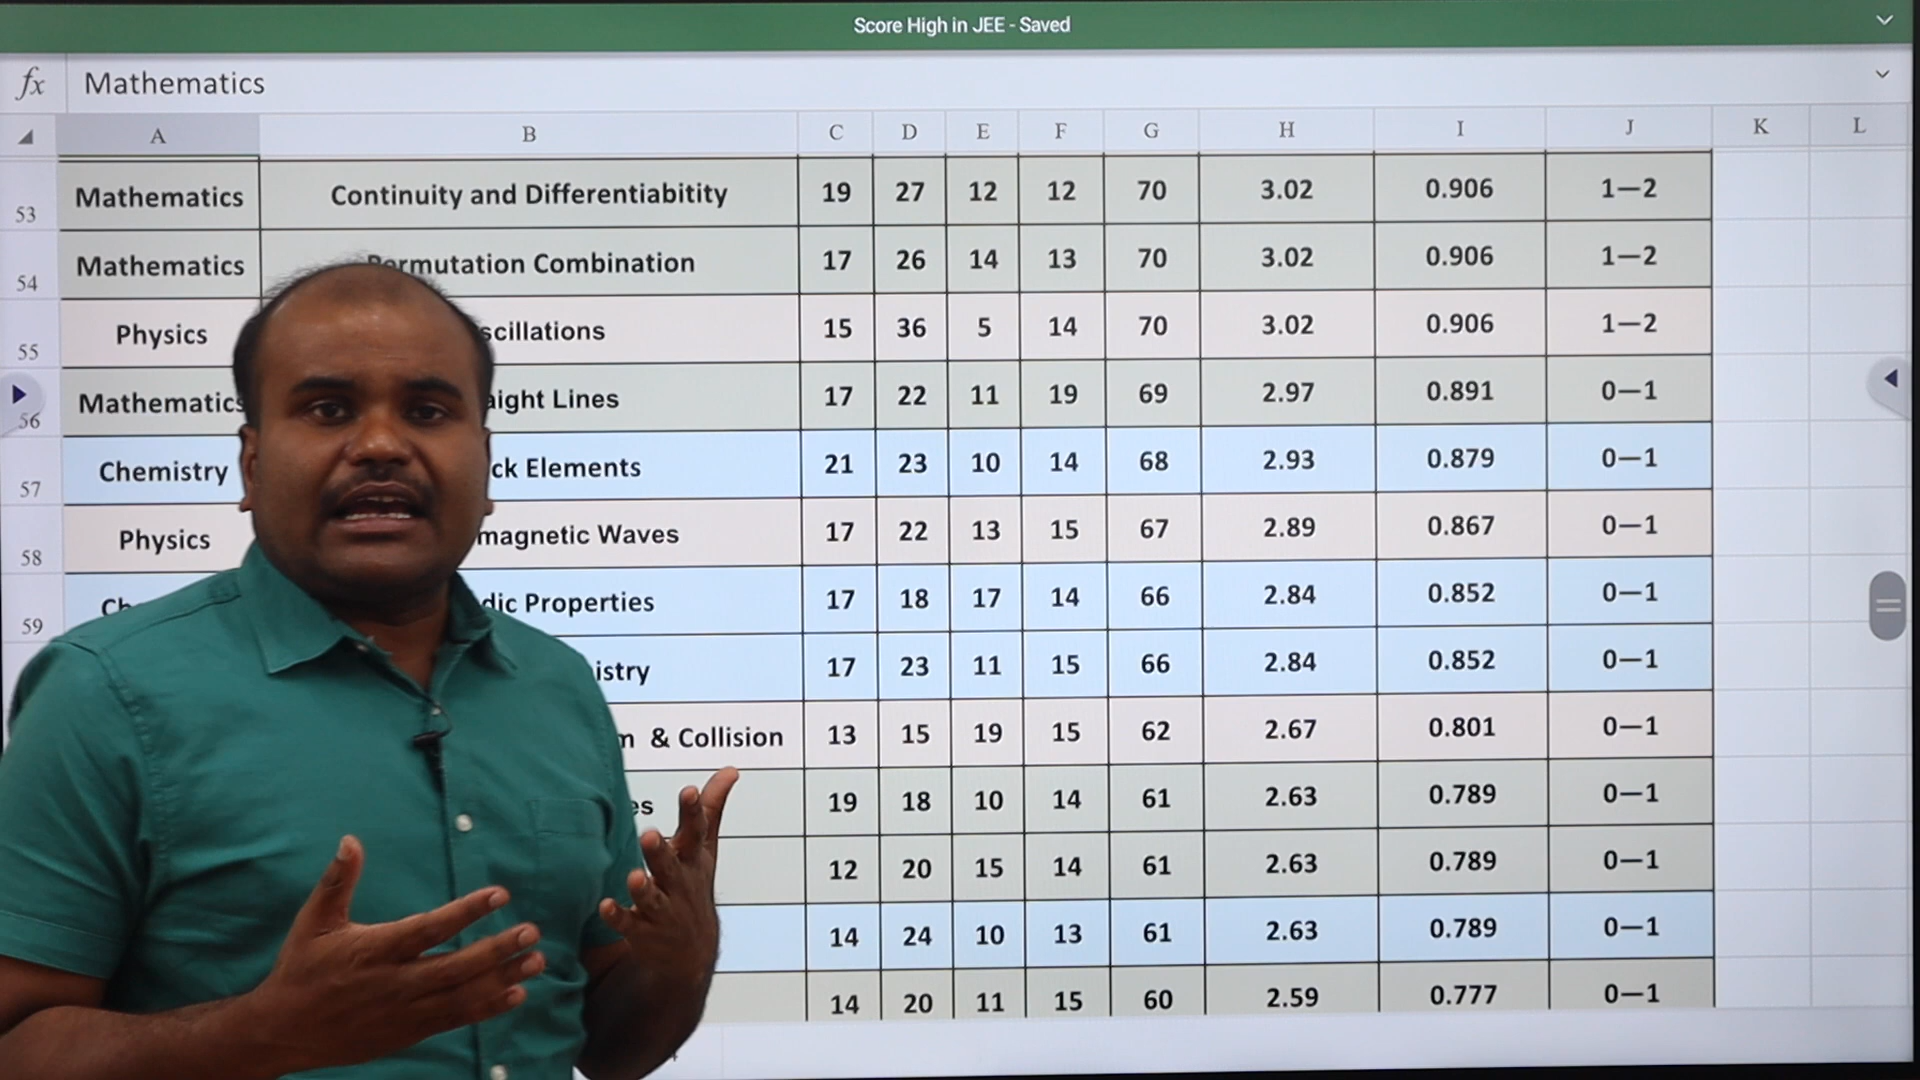 Score High in JEE - Saved
fx Mathematics
A B C D E F G H I J K L
53 Mathematics Continuity and Differentiabitity 19 27 12 12 70 3.02 0.906 1—2
54 Mathematics Permutation Combination 17 26 14 13 70 3.02 0.906 1—2
55 Physics scillations 15 36 5 14 70 3.02 0.906 1—2
56 Mathematics aight Lines 17 22 11 19 69 2.97 0.891 0—1
57 Chemistry ck Elements 21 23 10 14 68 2.93 0.879 0—1
58 Physics magnetic Waves 17 22 13 15 67 2.89 0.867 0—1
59 Ch dic Properties 17 18 17 14 66 2.84 0.852 0—1
istry 17 23 11 15 66 2.84 0.852 0—1
& Collision 13 15 19 15 62 2.67 0.801 0—1
es 19 18 10 14 61 2.63 0.789 0—1
12 20 15 14 61 2.63 0.789 0—1
14 24 10 13 61 2.63 0.789 0—1
14 20 11 15 60 2.59 0.777 0—1